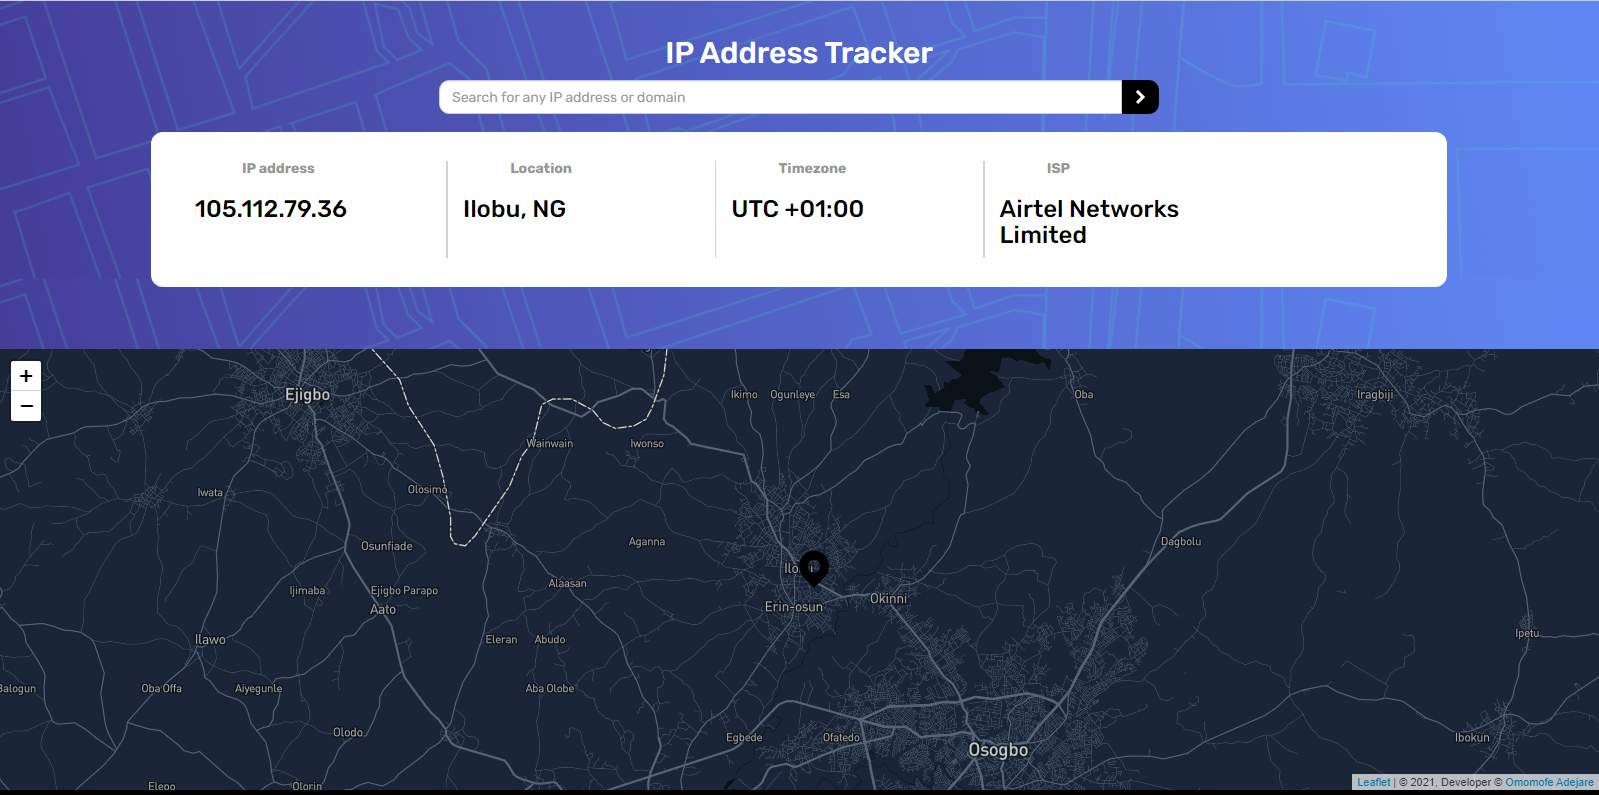 IP Address Tracker
Search for any IP address or domain
IP address
105.112.79.36
Location
Ilobu, NG
Timezone
UTC +01:00
ISP
Airtel Networks
Limited
+
−
Ejigbo
Ikimo
Ogunleye
Esa
Oba
Iragbiji
Wainwain
Iwonso
Iwata
Olosimo
Osunfiade
Aganna
Dagbolu
Ijimaba
Ejigbo Parapo
Alaasan
Aato
Erin-osun
Okinni
Ilawo
Eleran
Abudo
Ipetu
Balogun
Oba Offa
Aiyegunle
Aba Olobe
Olodo
Egbede
Ofatedo
Osogbo
Ibokun
Elepo
Olorin
Leaflet | © 2021, Developer © Omomofe Adejare